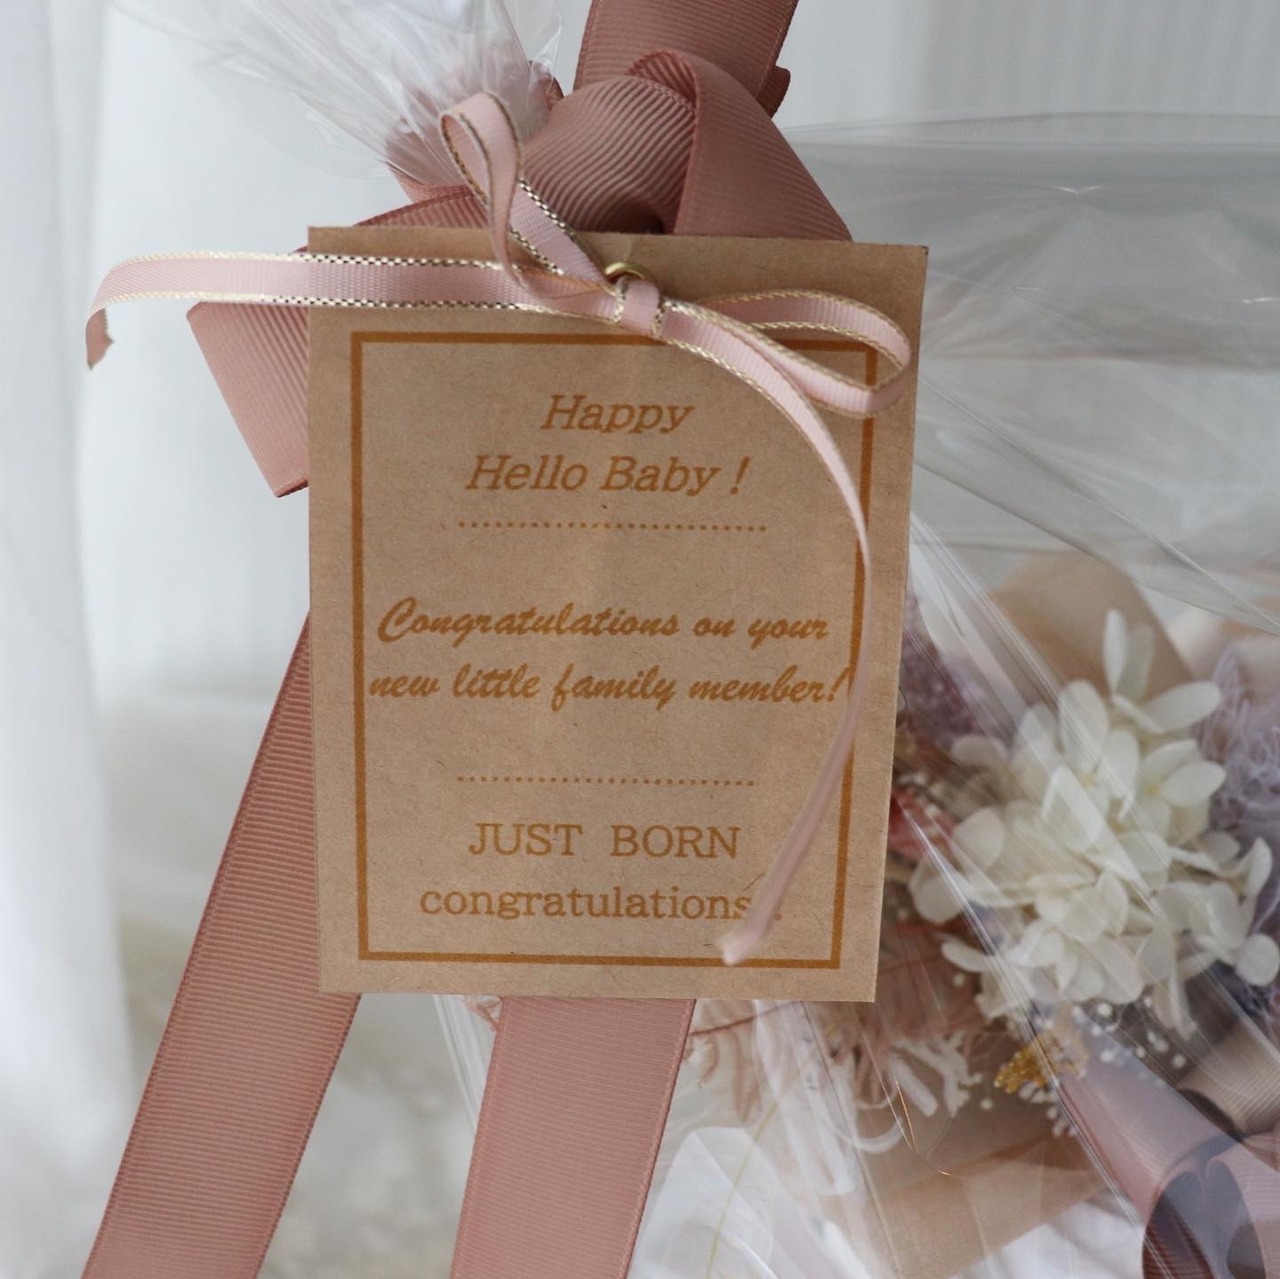 Happy
Hello Baby !
Congratulations on your
new little family member!
JUST BORN
congratulations